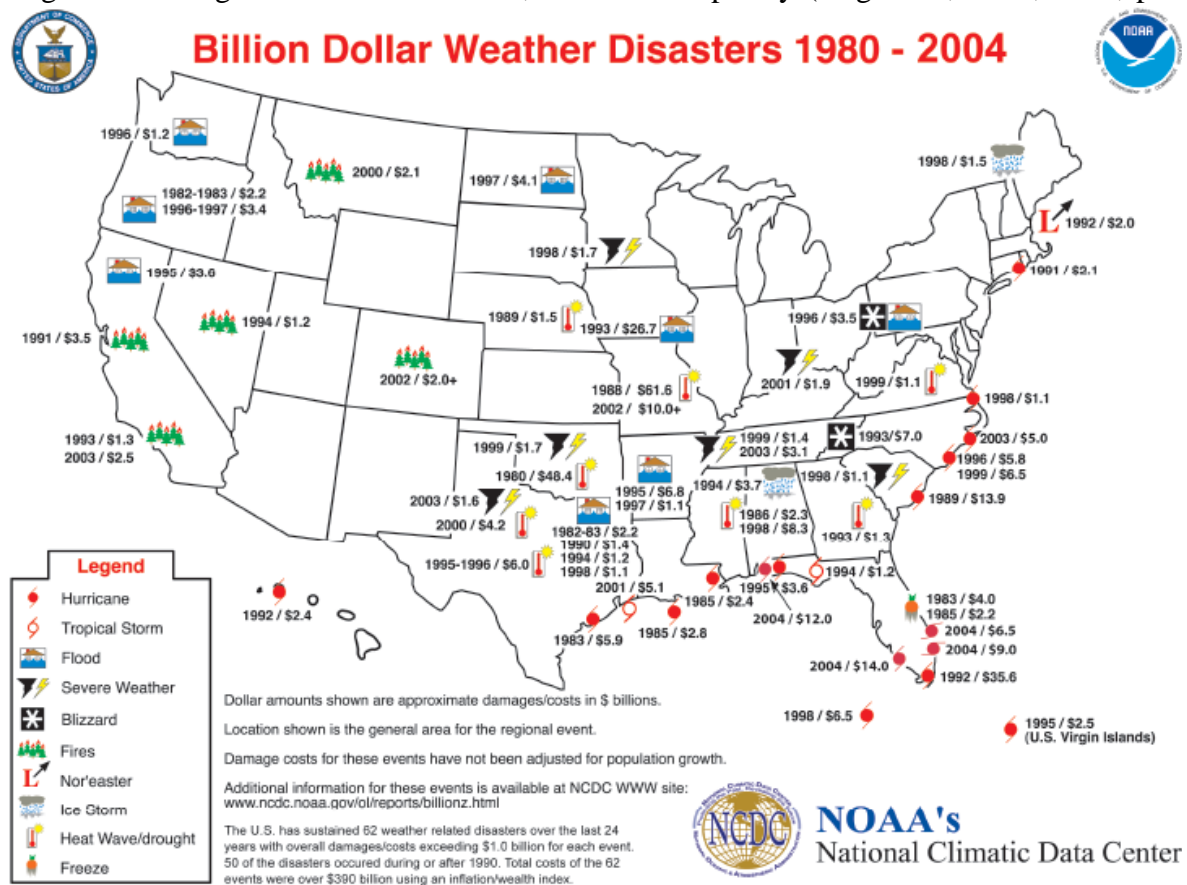 Billion Dollar Weather Disasters 1980 - 2004
DEPARTMENT OF COMMERCE
UNITED STATES OF AMERICA
NOAA
1996 / $1.2
2000 / $2.1
1997 / $4.1
1998 / $1.5
1982-1983 / $2.2
1996-1997 / $3.4
L 1992 / $2.0
1998 / $1.7
1991 / $2.1
1995 / $3.6
1994 / $1.2
1989 / $1.5
1993 / $26.7
1996 / $3.5
1991 / $3.5
2002 / $2.0+
2001 / $1.9
1999 / $1.1
1988 / $61.6
2002 / $10.0+
1998 / $1.1
1993 / $1.3
2003 / $2.5
1999 / $1.7
1980 / $48.4
1999 / $1.4
2003 / $3.1
1993/$7.0
2003 / $5.0
1996 / $5.8
1999 / $6.5
2003 / $1.6
2000 / $4.2
1995 / $6.8
1997 / $1.1
1994 / $3.7
1986 / $2.3
1998 / $8.3
1998 / $1.1
1989 / $13.9
1982-83 / $2.2
1990 / $1.4
1994 / $1.2
1998 / $1.1
1993 / $1.3
1995-1996 / $6.0
2001 / $5.1
1985 / $2.4
1995 / $3.6
1994 / $1.2
1992 / $2.4
1983 / $5.9
1985 / $2.8
2004 / $12.0
1983 / $4.0
1985 / $2.2
2004 / $6.5
2004 / $9.0
2004 / $14.0
1992 / $35.6
1998 / $6.5
1995 / $2.5
(U.S. Virgin Islands)
Legend
Hurricane
Tropical Storm
Flood
Severe Weather
Blizzard
Fires
L Nor'easter
Ice Storm
Heat Wave/drought
Freeze
Dollar amounts shown are approximate damages/costs in $ billions.
Location shown is the general area for the regional event.
Damage costs for these events have not been adjusted for population growth.
Additional information for these events is available at NCDC WWW site:
www.ncdc.noaa.gov/ol/reports/billionz.html
The U.S. has sustained 62 weather related disasters over the last 24
years with overall damages/costs exceeding $1.0 billion for each event.
50 of the disasters occured during or after 1990. Total costs of the 62
events were over $390 billion using an inflation/wealth index.
NCDC
NOAA's
National Climatic Data Center